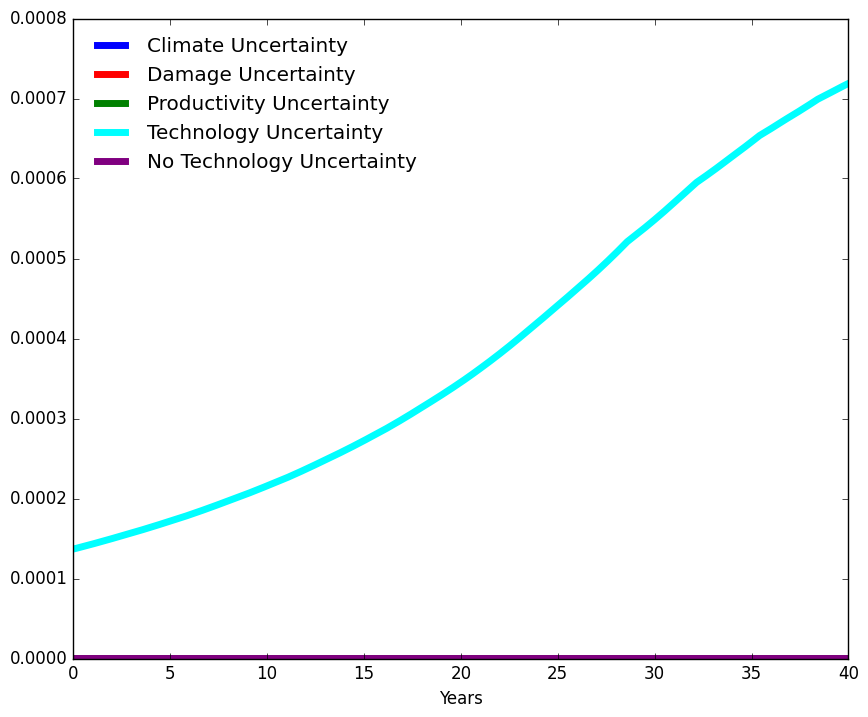 0.0008
Climate Uncertainty
Damage Uncertainty
0.0007
Productivity Uncertainty
Technology Uncertainty
No Technology Uncertainty
0.0006
0.0005
0.0004
0.0003
0.0002
0.0001
0.0000
0 5 10 15 20 25 30 35 40
Years